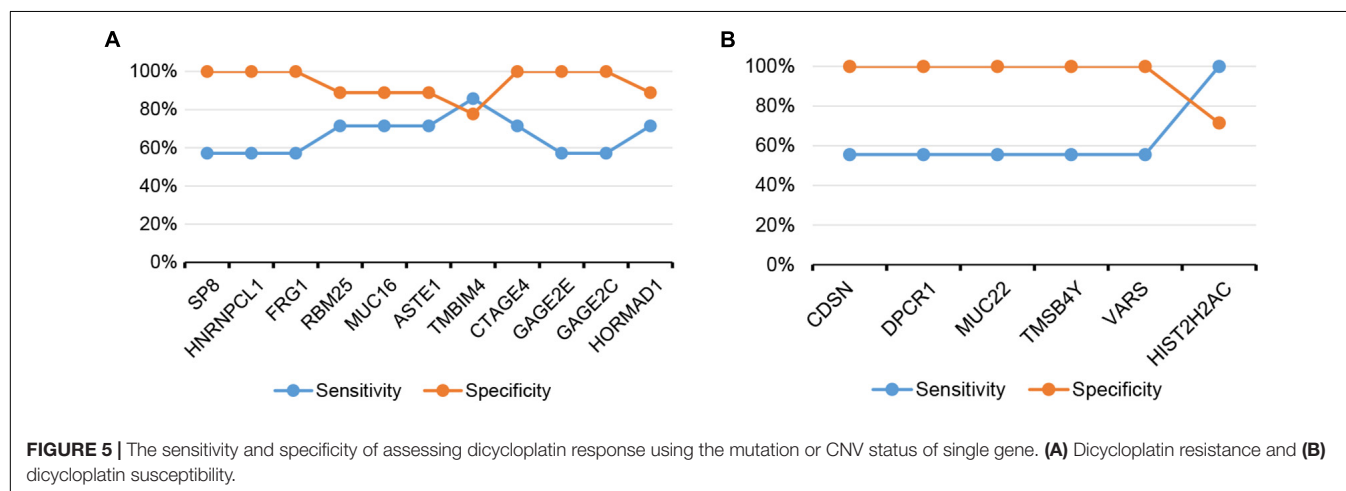 A
100%
80%
60%
40%
20%
0%
SP8
HNRNPCL1
FRG1
RBM25
MUC16
ASTE1
TMBIM4
CTAGE4
GAGE2E
GAGE2C
HORMAD1
Sensitivity Specificity
B
100%
80%
60%
40%
20%
0%
CDSN
DPCR1
MUC22
TMSB4Y
VARS
HIST2H2AC
Sensitivity Specificity
FIGURE 5 | The sensitivity and specificity of assessing dicycloplatin response using the mutation or CNV status of single gene. (A) Dicycloplatin resistance and (B)
dicycloplatin susceptibility.